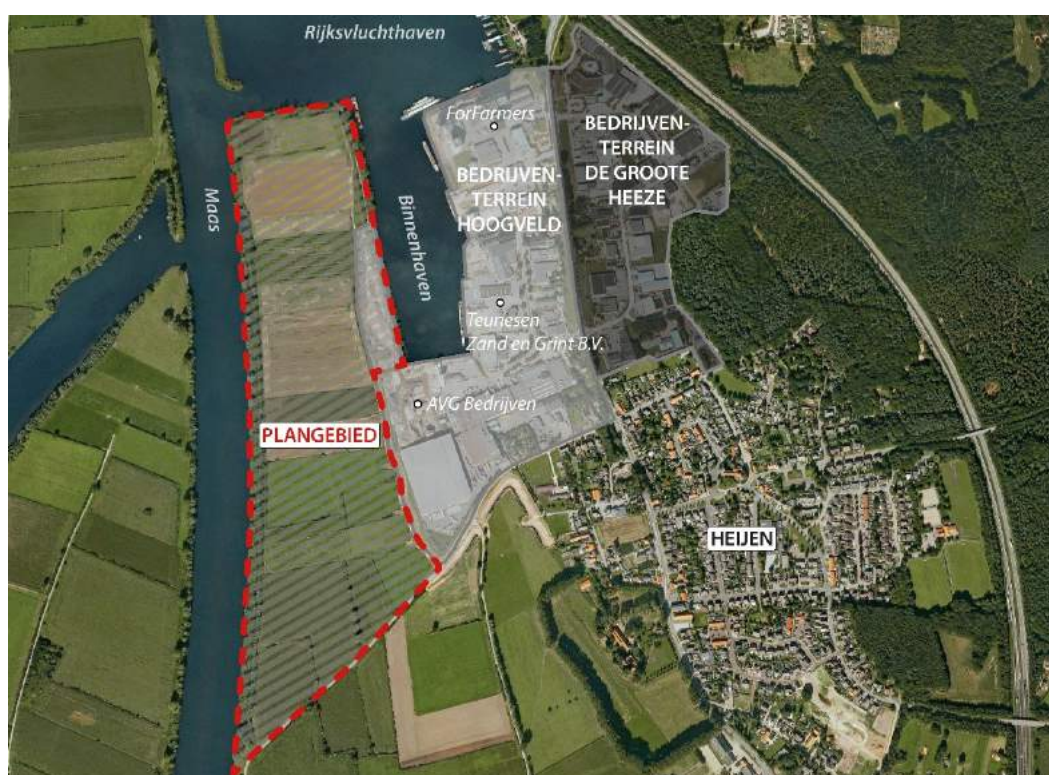 Rijksvluchthaven
ForFarmers
BEDRIJVEN-
TERREIN
DE GROOTE
HEEZE
BEDRIJVEN-
TERREIN
HOOGVELD
Maas
Binnenhaven
Teunesen
Zand en Grint B.V.
AVG Bedrijven
PLANGEBIED
HEIJEN